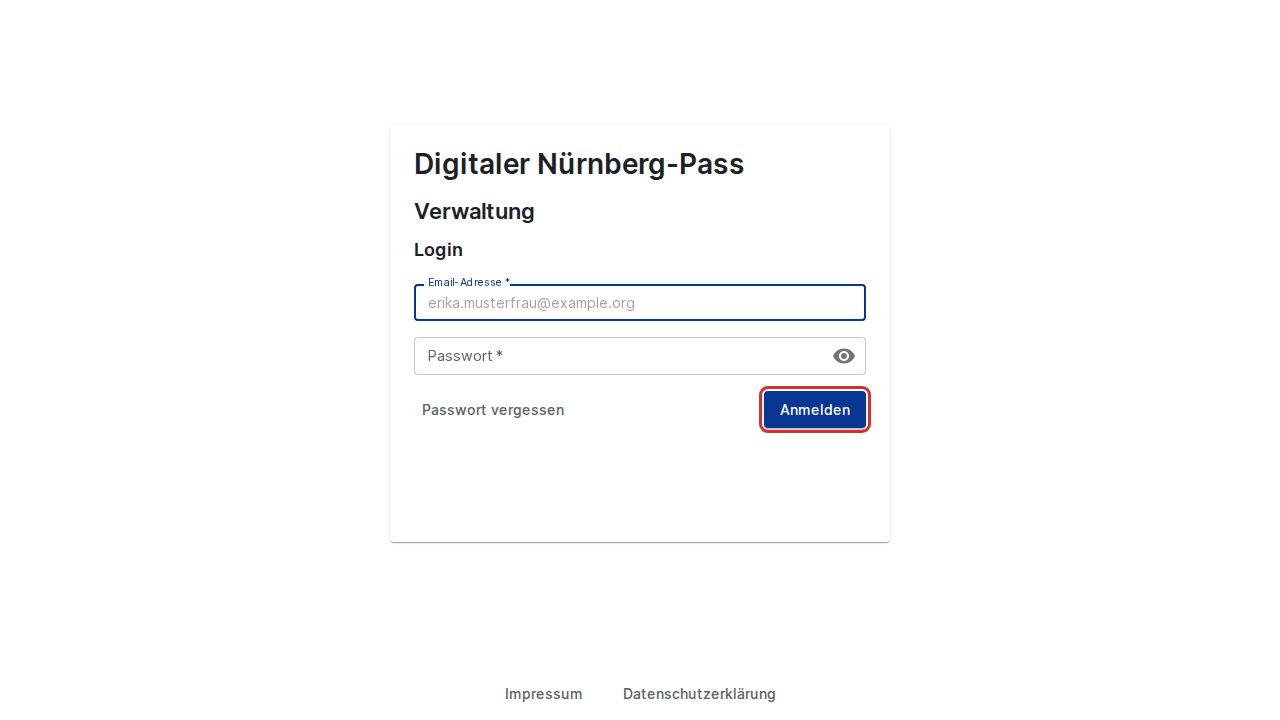 Digitaler Nürnberg-Pass
Verwaltung
Login
Email-Adresse *
erika.musterfrau@example.org
Passwort *
Passwort vergessen
Anmelden
Impressum
Datenschutzerklärung